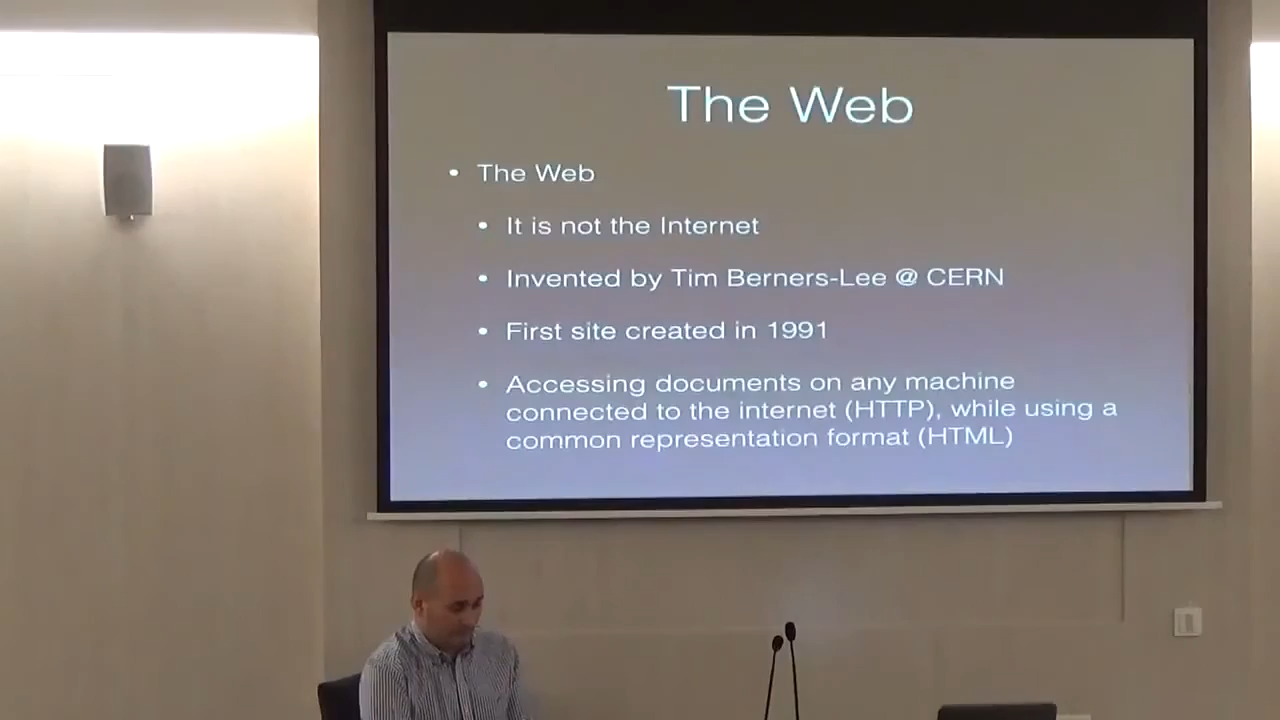 The Web
• The Web
• It is not the Internet
• Invented by Tim Berners-Lee @ CERN
• First site created in 1991
• Accessing documents on any machine
connected to the internet (HTTP), while using a
common representation format (HTML)